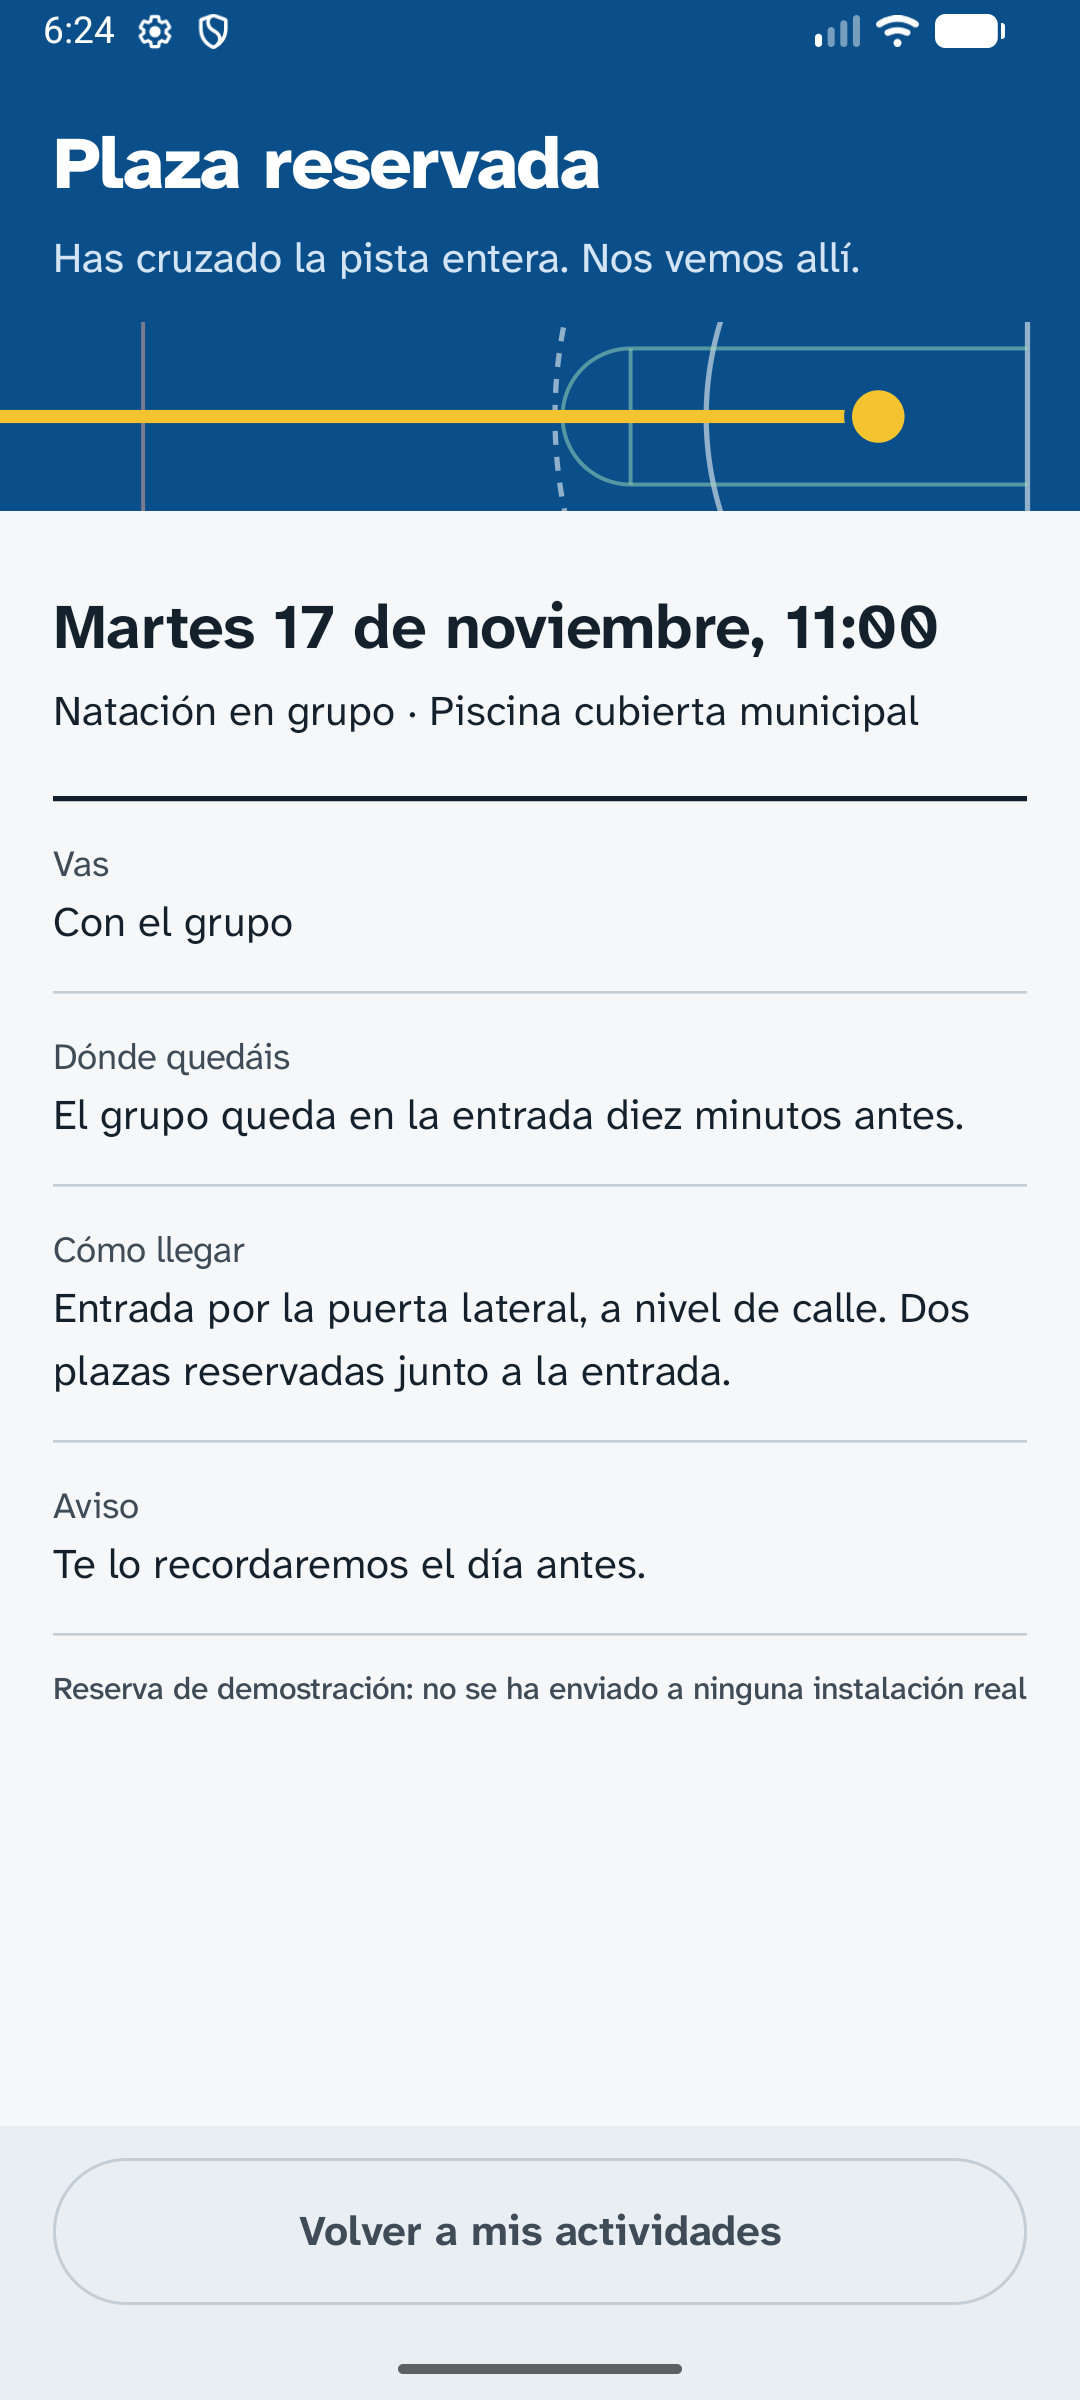 6:24
Plaza reservada
Has cruzado la pista entera. Nos vemos allí.
Martes 17 de noviembre, 11:00
Natación en grupo · Piscina cubierta municipal
Vas
Con el grupo
Dónde quedáis
El grupo queda en la entrada diez minutos antes.
Cómo llegar
Entrada por la puerta lateral, a nivel de calle. Dos
plazas reservadas junto a la entrada.
Aviso
Te lo recordaremos el día antes.
Reserva de demostración: no se ha enviado a ninguna instalación real
Volver a mis actividades